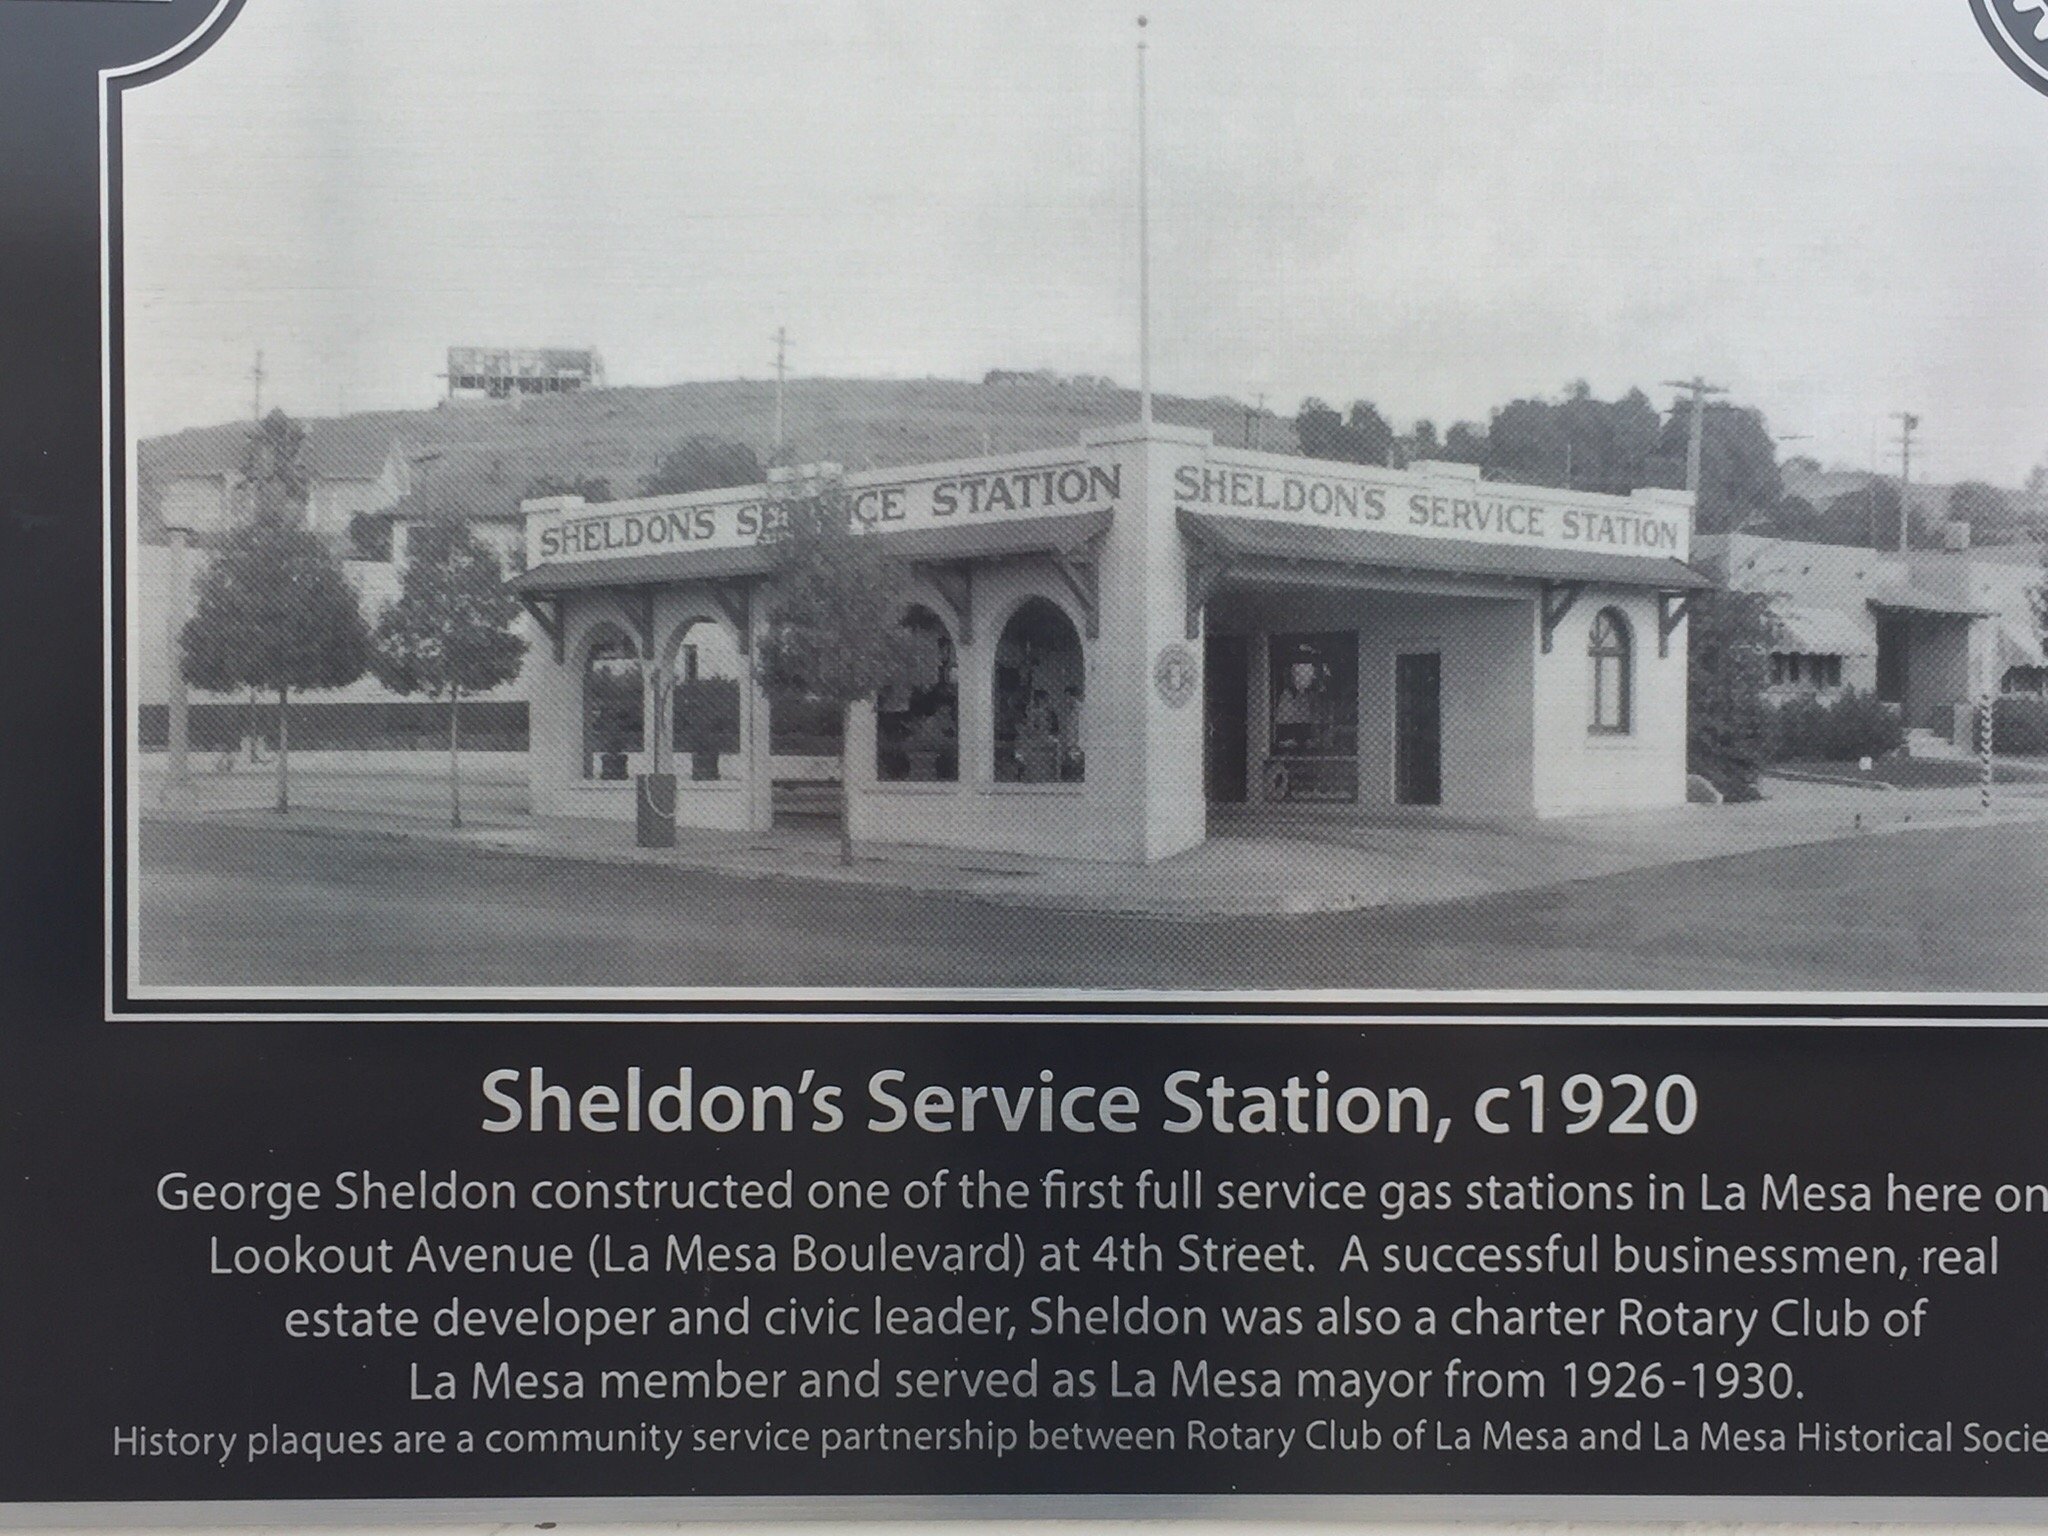 SHELDON'S SERVICE STATION
SHELDON'S SERVICE STATION
Sheldon's Service Station, c1920
George Sheldon constructed one of the first full service gas stations in La Mesa here on
Lookout Avenue (La Mesa Boulevard) at 4th Street. A successful businessmen, real
estate developer and civic leader, Sheldon was also a charter Rotary Club of
La Mesa member and served as La Mesa mayor from 1926-1930.
History plaques are a community service partnership between Rotary Club of La Mesa and La Mesa Historical Socie